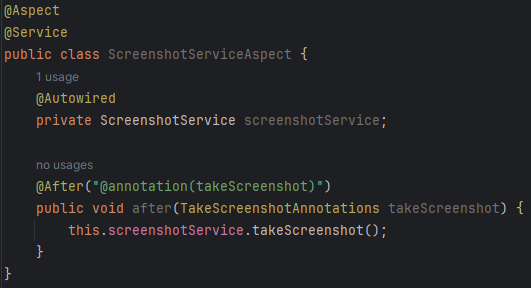 @Aspect
@Service
public class ScreenshotServiceAspect {
1 usage
@Autowired
private ScreenshotService screenshotService;
no usages
@After("@annotation(takeScreenshot)")
public void after(TakeScreenshotAnnotations takeScreenshot) {
this.screenshotService.takeScreenshot();
}
}